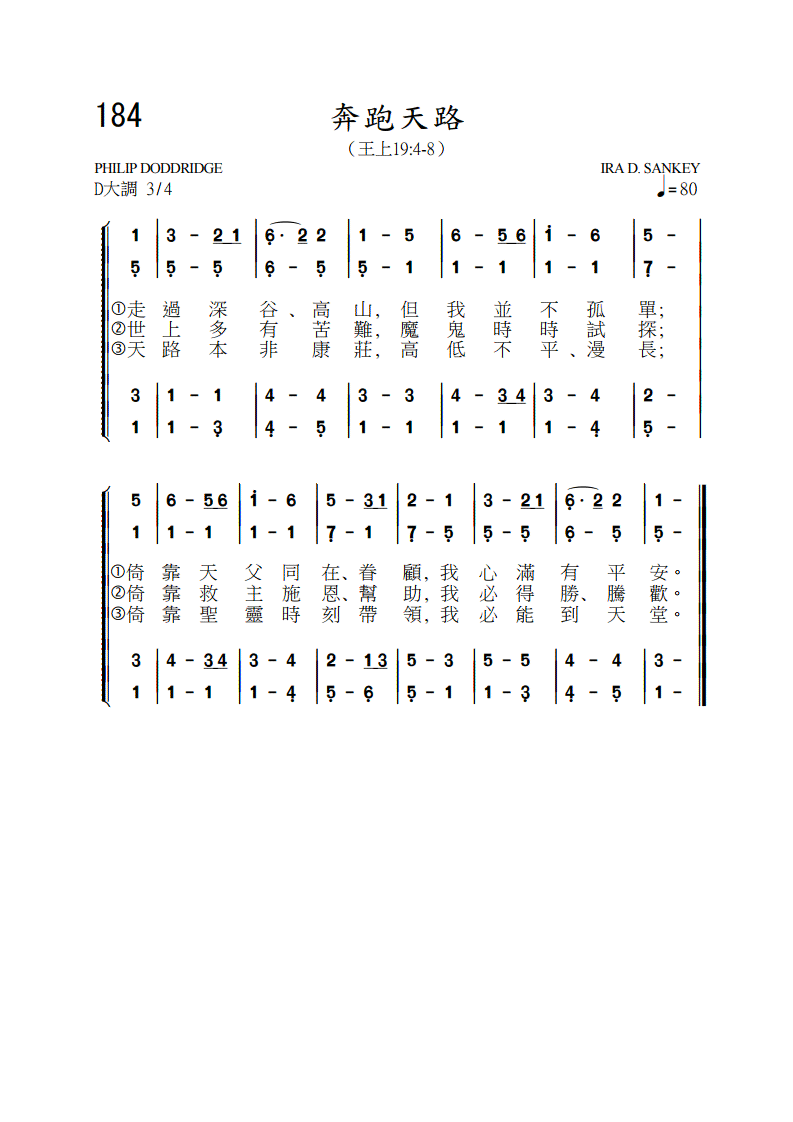 184
奔跑天路
（王上19:4-8）
PHILIP DODDRIDGE IRA D. SANKEY
D大調 3/4 ♩=80
1 | 3 - 2 1 | 6̣· 2 2 | 1 - 5 | 6 - 5 6 | 1̇ - 6 | 5 - |
5̣ | 5̣ - 5̣ | 6̣ - 5̣ | 5̣ - 1 | 1 - 1 | 1 - 1 | 7̣ - |
①走過深谷、高山,但我並不孤單;
②世上多有苦難,魔鬼時時試探;
③天路本非康莊,高低不平、漫長;
3 | 1 - 1 | 4 - 4 | 3 - 3 | 4 - 3 4 | 3 - 4 | 2 - |
1 | 1 - 3̣ | 4̣ - 5̣ | 1 - 1 | 1 - 1 | 1 - 4̣ | 5̣ - |
5 | 6 - 5 6 | 1̇ - 6 | 5 - 3 1 | 2 - 1 | 3 - 2 1 | 6̣· 2 2 | 1 -
1 | 1 - 1 | 1 - 1 | 7̣ - 1 | 7̣ - 5̣ | 5̣ - 5̣ | 6̣ - 5̣ | 5̣ -
①倚靠天父同在、眷顧,我心滿有平安。
②倚靠救主施恩、幫助,我必得勝、騰歡。
③倚靠聖靈時刻帶領,我必能到天堂。
3 | 4 - 3 4 | 3 - 4 | 2 - 1 3 | 5 - 3 | 5 - 5 | 4 - 4 | 3 -
1 | 1 - 1 | 1 - 4̣ | 5̣ - 6̣ | 5̣ - 1 | 1 - 3̣ | 4̣ - 5̣ | 1 -